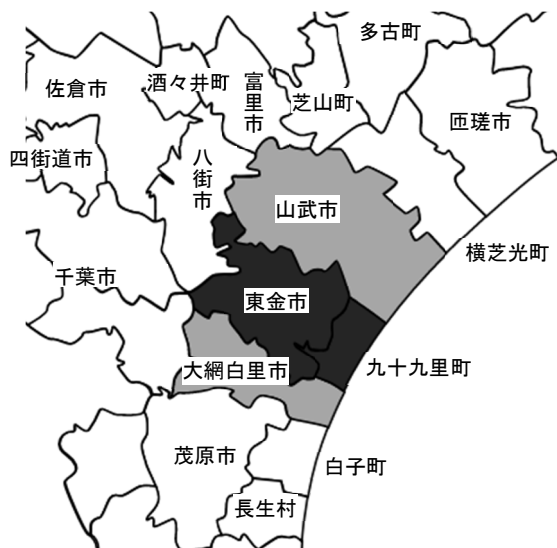 多古町
佐倉市
酒々井町
富里市
芝山町
匝瑳市
四街道市
八街市
山武市
横芝光町
千葉市
東金市
大網白里市
九十九里町
茂原市
白子町
長生村